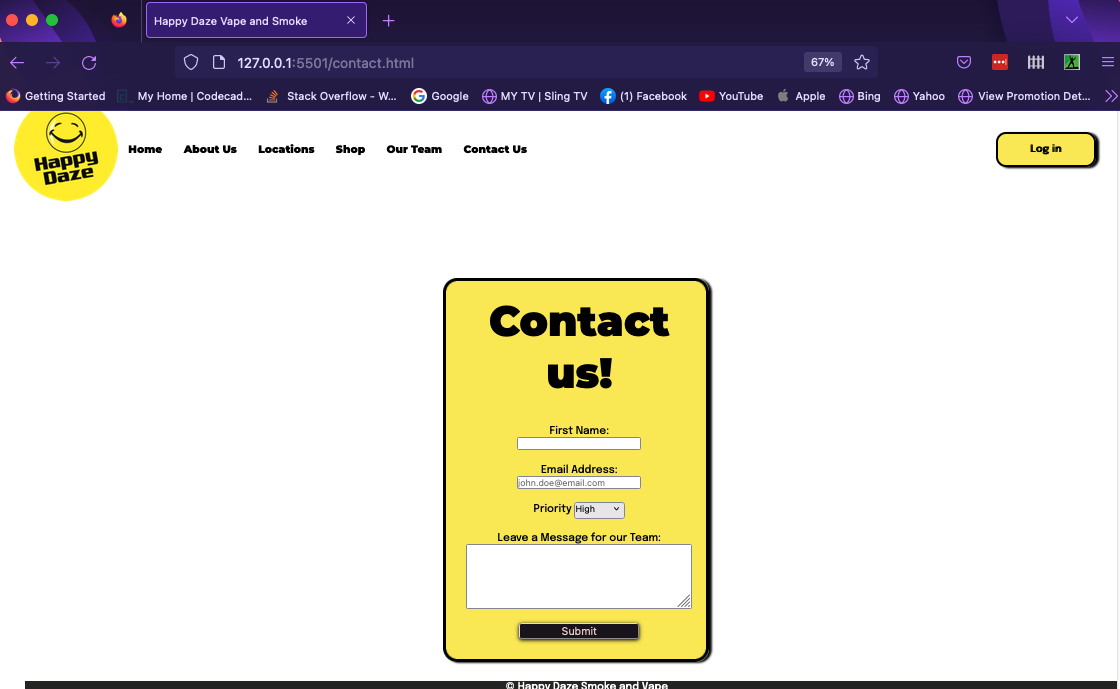 Happy Daze Vape and Smoke
127.0.0.1:5501/contact.html
67%
Getting Started
My Home | Codecad...
Stack Overflow - W...
Google
MY TV | Sling TV
(1) Facebook
YouTube
Apple
Bing
Yahoo
View Promotion Det...
Happy
Daze
Home
About Us
Locations
Shop
Our Team
Contact Us
Log in
Contact
us!
First Name:
Email Address:
john.doe@email.com
Priority High
Leave a Message for our Team:
Submit
© Happy Daze Smoke and Vape